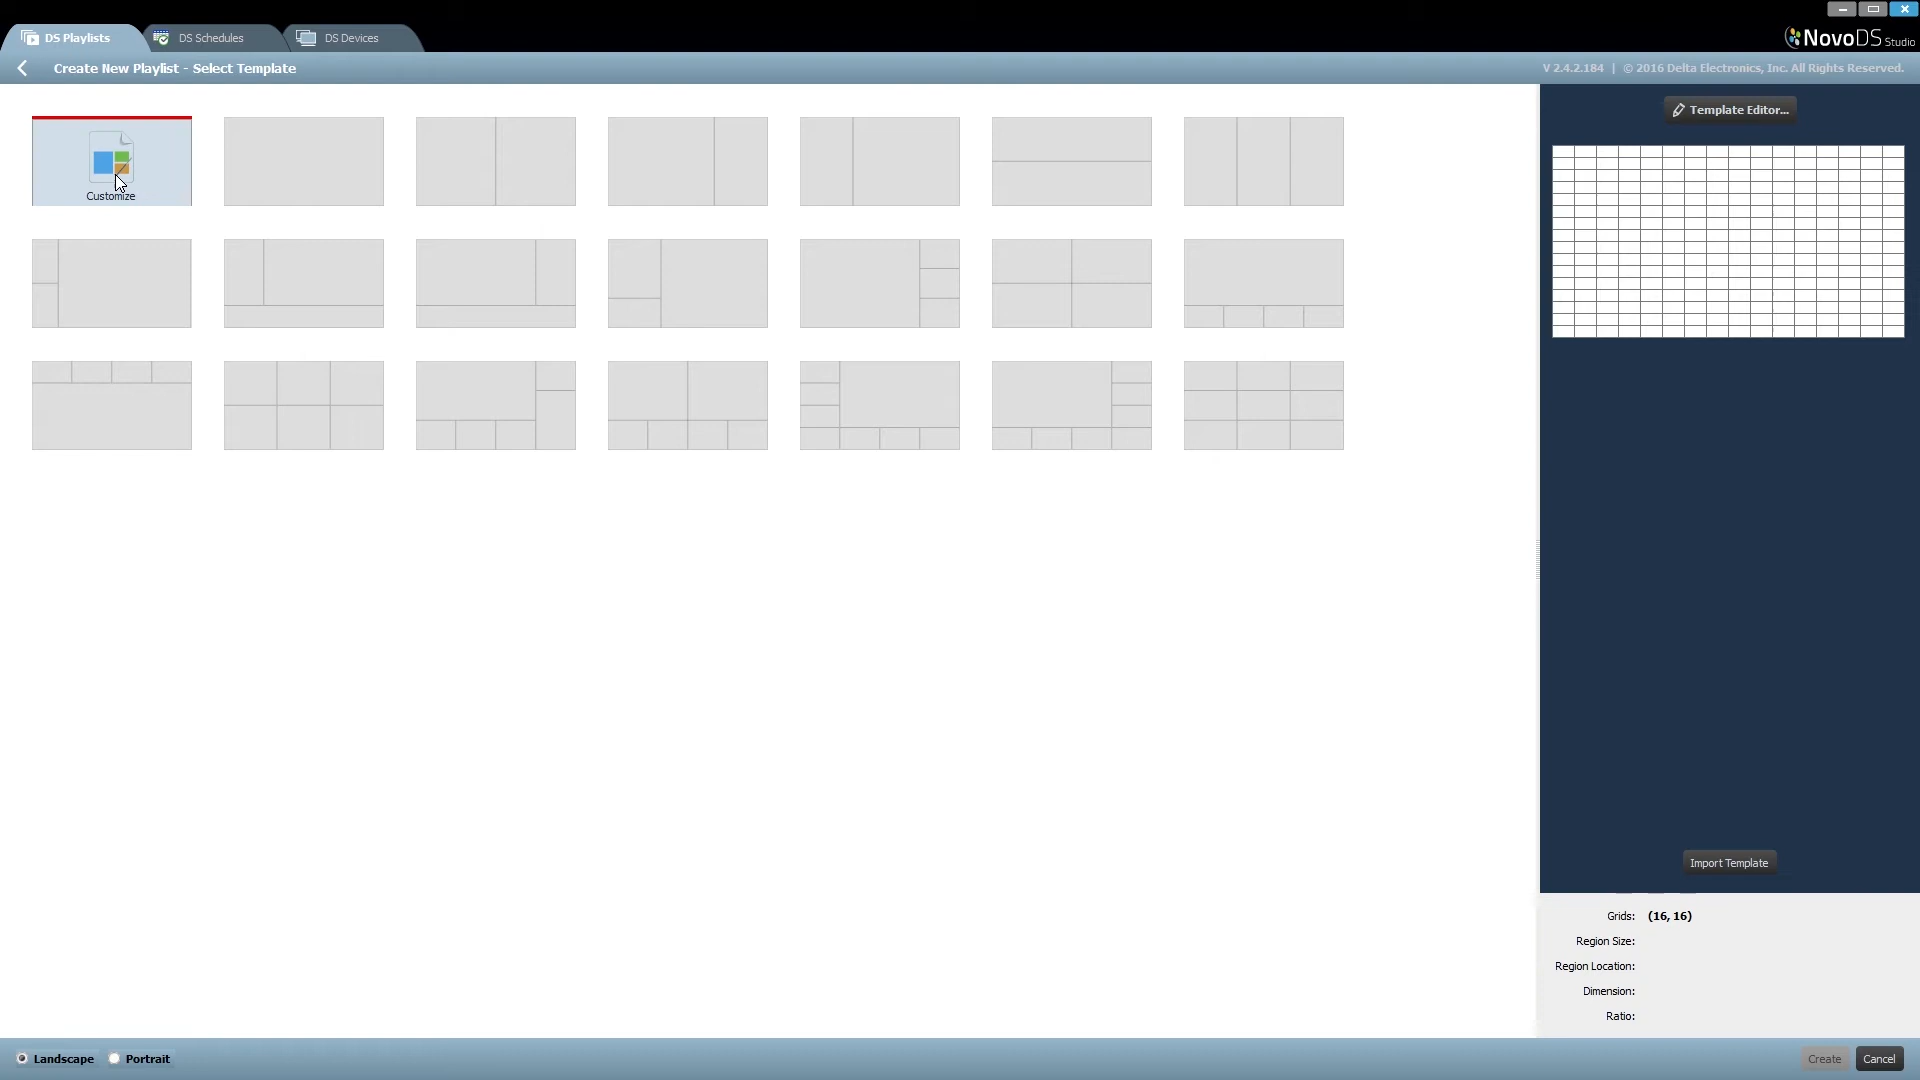 DS Playlists
DS Schedules
DS Devices
NovoDS Studio
Create New Playlist - Select Template
V 2.4.2.184 | © 2016 Delta Electronics, Inc. All Rights Reserved.
Template Editor...
Customize
Import Template
Grids: (16, 16)
Region Size:
Region Location:
Dimension:
Ratio:
Landscape
Portrait
Create
Cancel